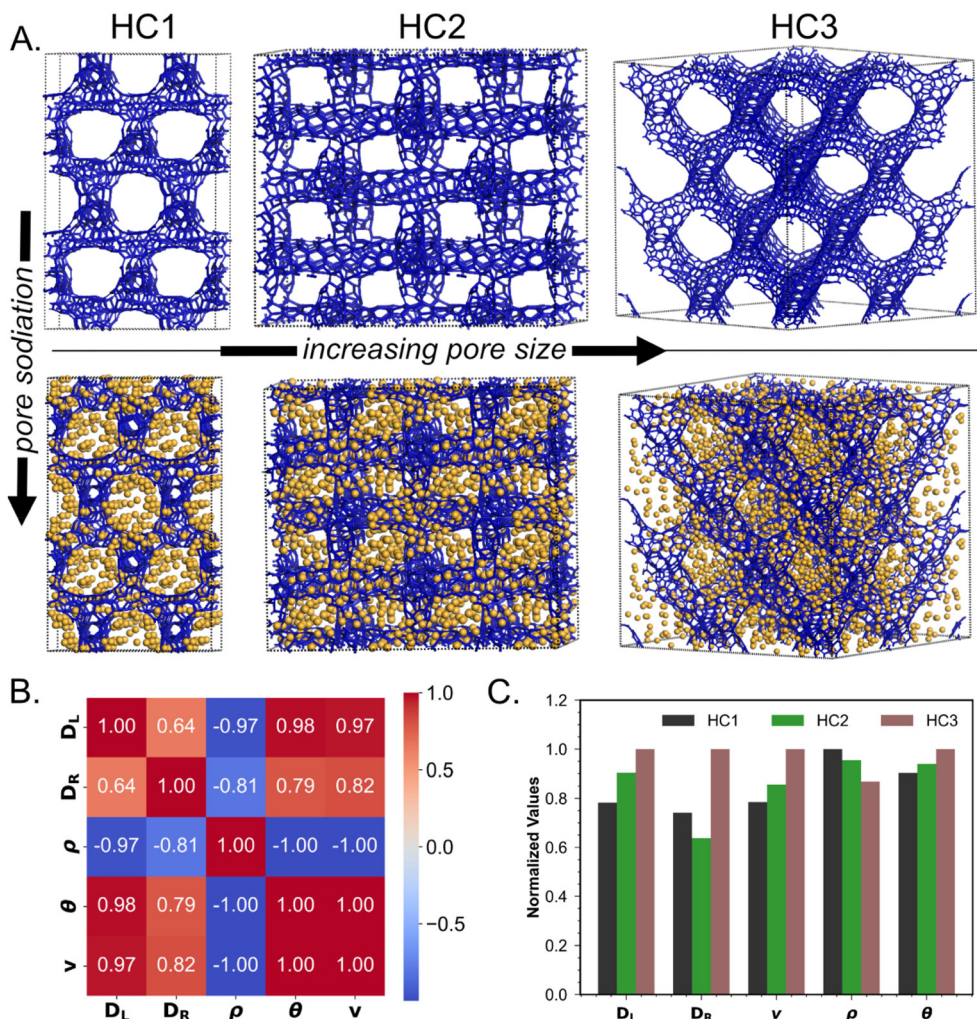 A.
HC1 HC2 HC3
pore sodiation
increasing pore size
B.
D_L 1.00 0.64 -0.97 0.98 0.97
D_R 0.64 1.00 -0.81 0.79 0.82
ρ -0.97 -0.81 1.00 -1.00 -1.00
θ 0.98 0.79 -1.00 1.00 1.00
v 0.97 0.82 -1.00 1.00 1.00
D_L D_R ρ θ v
1.0
0.5
0.0
−0.5
C.
Normalized Values
1.2
1.0
0.8
0.6
0.4
0.2
0.0
HC1 HC2 HC3
D_L D_R v ρ θ